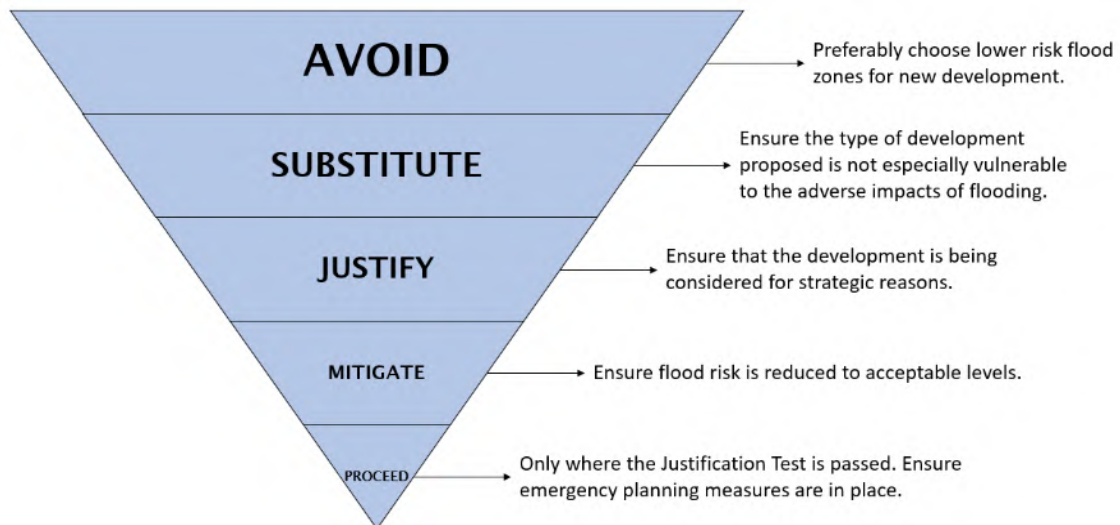 AVOID
Preferably choose lower risk flood
zones for new development.
SUBSTITUTE
Ensure the type of development
proposed is not especially vulnerable
to the adverse impacts of flooding.
JUSTIFY
Ensure that the development is being
considered for strategic reasons.
MITIGATE
Ensure flood risk is reduced to acceptable levels.
PROCEED
Only where the Justification Test is passed. Ensure
emergency planning measures are in place.